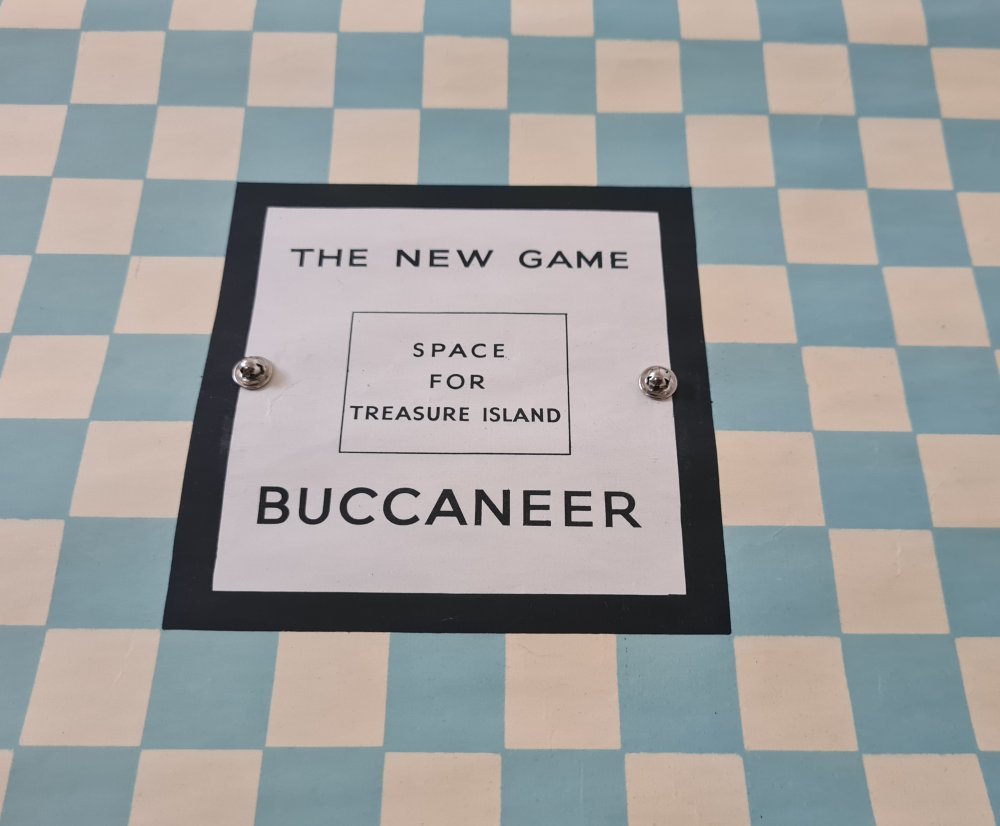 THE NEW GAME
SPACE
FOR
TREASURE ISLAND
BUCCANEER